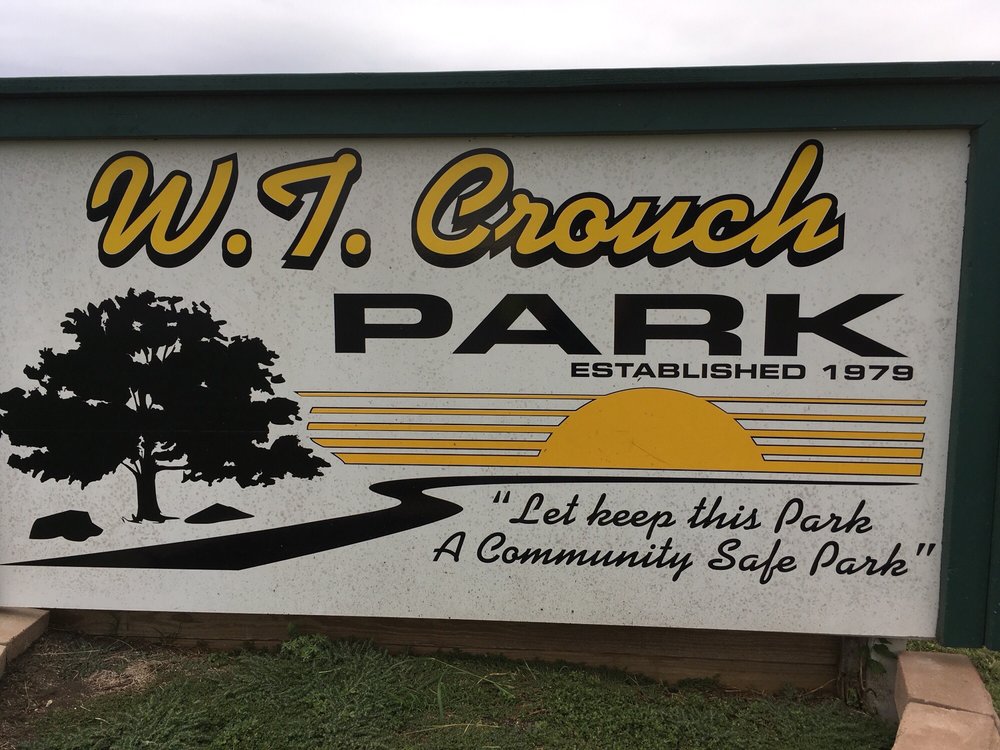 W.T. Crouch
PARK
ESTABLISHED 1979
"Let keep this Park
A Community Safe Park"